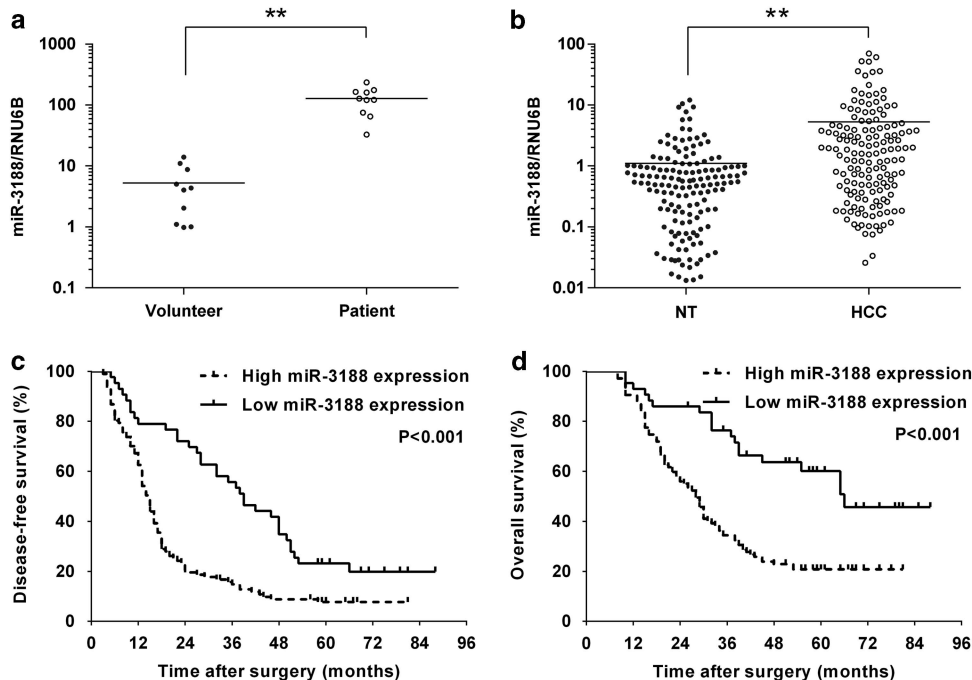 a
**
miR-3188/RNU6B
1000
100
10
1
0.1
Volunteer
Patient
b
**
miR-3188/RNU6B
100
10
1
0.1
0.01
NT
HCC
c
Disease-free survival (%)
100
80
60
40
20
0
High miR-3188 expression
Low miR-3188 expression
P<0.001
0 12 24 36 48 60 72 84 96
Time after surgery (months)
d
Overall survival (%)
100
80
60
40
20
0
High miR-3188 expression
Low miR-3188 expression
P<0.001
0 12 24 36 48 60 72 84 96
Time after surgery (months)